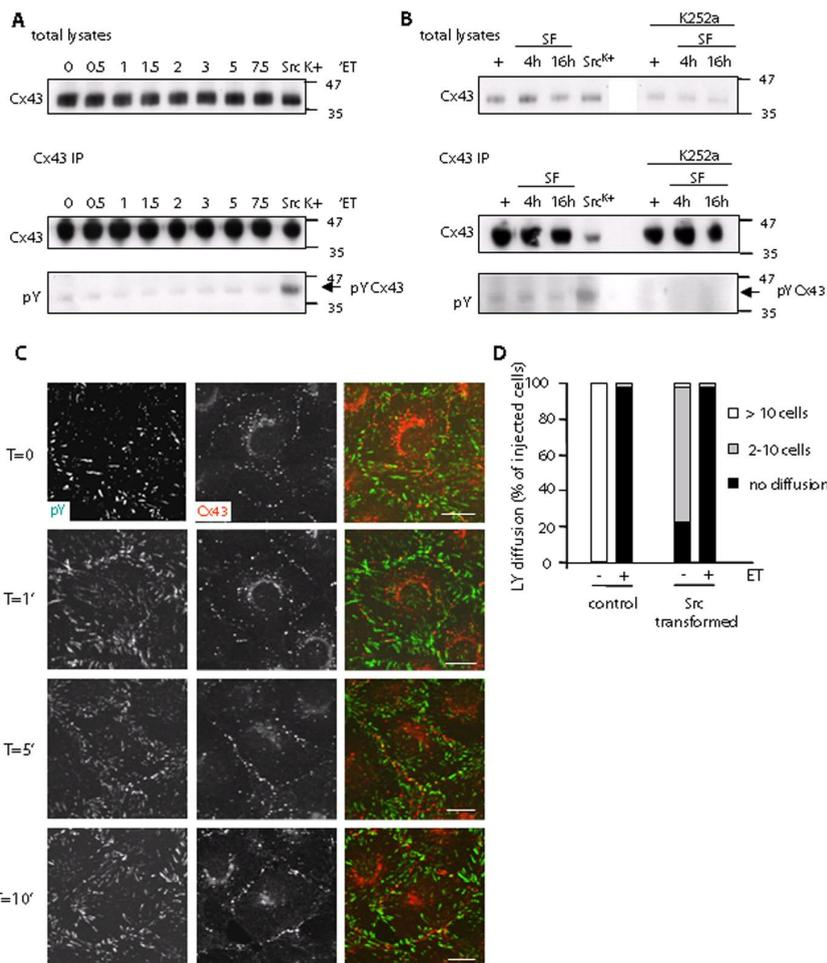 A
total lysates
0 0.5 1 1.5 2 3 5 7.5 Src K+ ’ET
Cx43
47
35
Cx43 IP
0 0.5 1 1.5 2 3 5 7.5 Src K+ ’ET
Cx43
47
35
pY
47
pY Cx43
35
B
K252a
total lysates
SF
SF
+ 4h 16h SrcK+ + 4h 16h
Cx43
47
35
Cx43 IP
K252a
SF
SF
+ 4h 16h SrcK+ + 4h 16h
Cx43
47
35
pY
47
pY Cx43
35
C
T=0
pY
Cx43
T=1’
T=5’
T=10’
D
LY diffusion (% of injected cells)
100
80
60
40
20
0
> 10 cells
2-10 cells
no diffusion
- + - + ET
control
Src
transformed